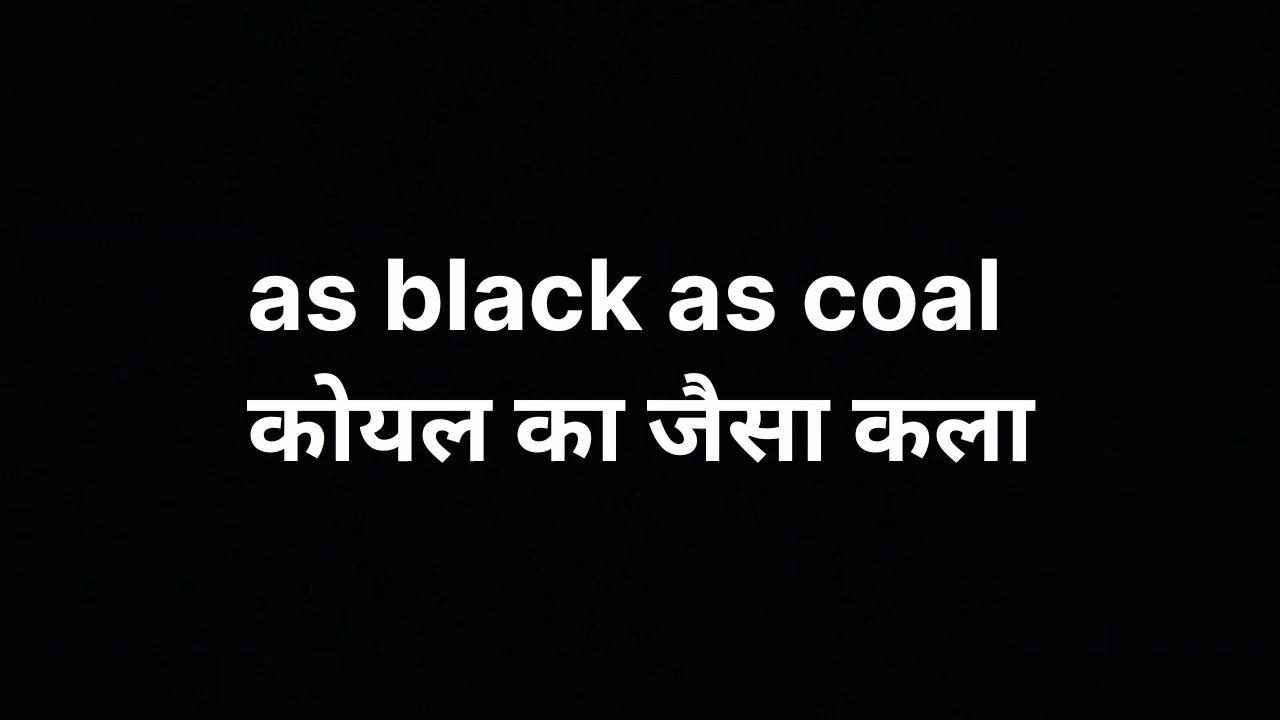 as black as coal
कोयल का जैसा कला